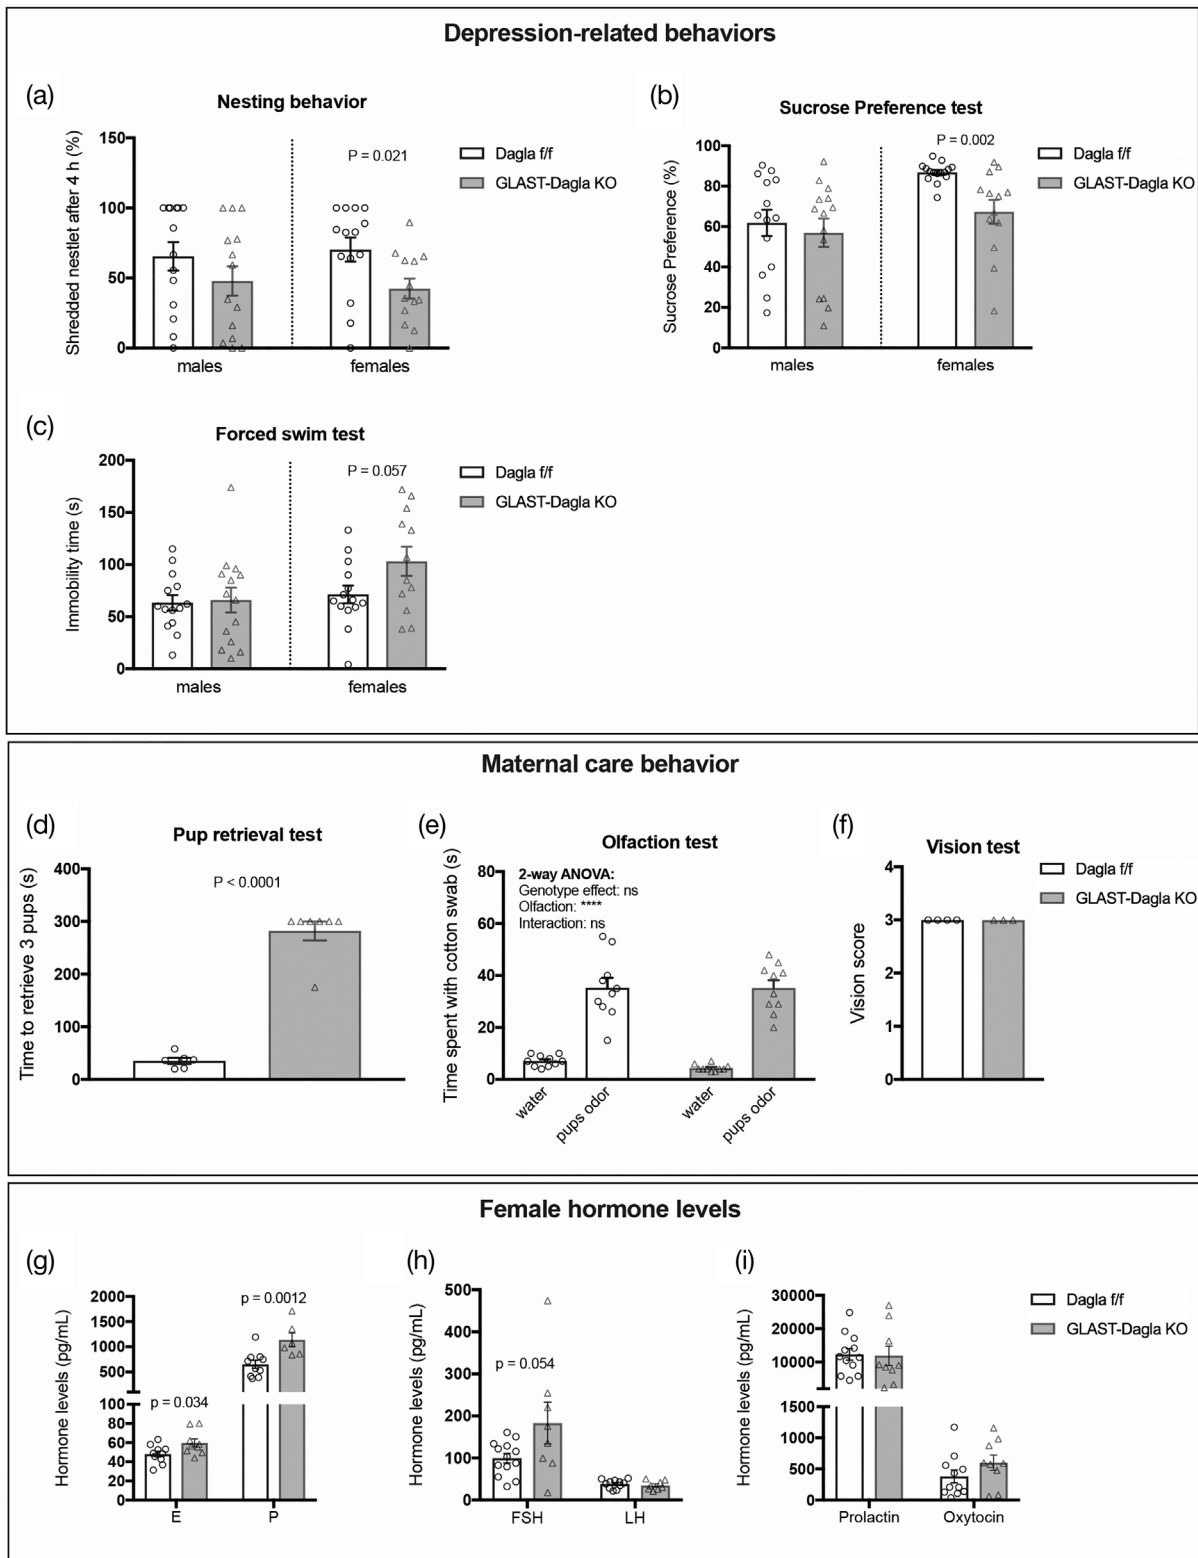 Depression-related behaviors
(a)
Nesting behavior
Shredded nestlet after 4 h (%)
150
100
50
0
P = 0.021
males
females
Dagla f/f
GLAST-Dagla KO
(b)
Sucrose Preference test
Sucrose Preference (%)
100
80
60
40
20
0
P = 0.002
males
females
Dagla f/f
GLAST-Dagla KO
(c)
Forced swim test
Immobility time (s)
200
150
100
50
0
P = 0.057
males
females
Dagla f/f
GLAST-Dagla KO
Maternal care behavior
(d)
Pup retrieval test
Time to retrieve 3 pups (s)
400
300
200
100
0
P < 0.0001
(e)
Olfaction test
Time spent with cotton swab (s)
80
60
40
20
0
2-way ANOVA:
Genotype effect: ns
Olfaction: ****
Interaction: ns
water
pups odor
water
pups odor
(f)
Vision test
Vision score
4
3
2
1
0
Dagla f/f
GLAST-Dagla KO
Female hormone levels
(g)
Hormone levels (pg/mL)
2000
1500
1000
500
100
80
60
40
20
0
p = 0.0012
p = 0.034
E
P
(h)
Hormone levels (pg/mL)
500
400
300
200
100
0
p = 0.054
FSH
LH
(i)
Hormone levels (pg/mL)
30000
20000
10000
1500
1000
500
0
Prolactin
Oxytocin
Dagla f/f
GLAST-Dagla KO